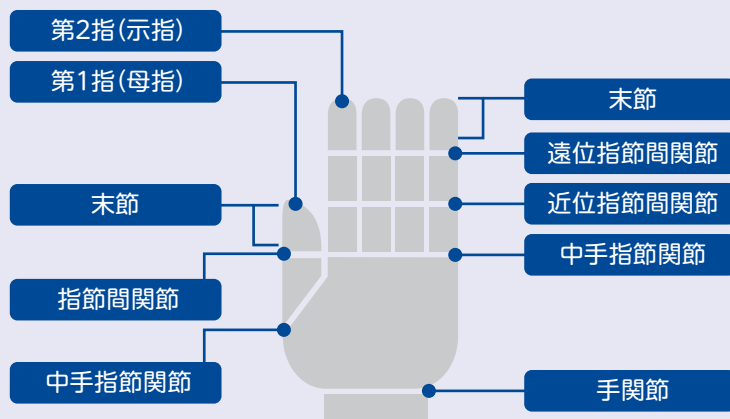 第2指(示指)
第1指(母指)
末節
指節間関節
中手指節関節
末節
遠位指節間関節
近位指節間関節
中手指節関節
手関節